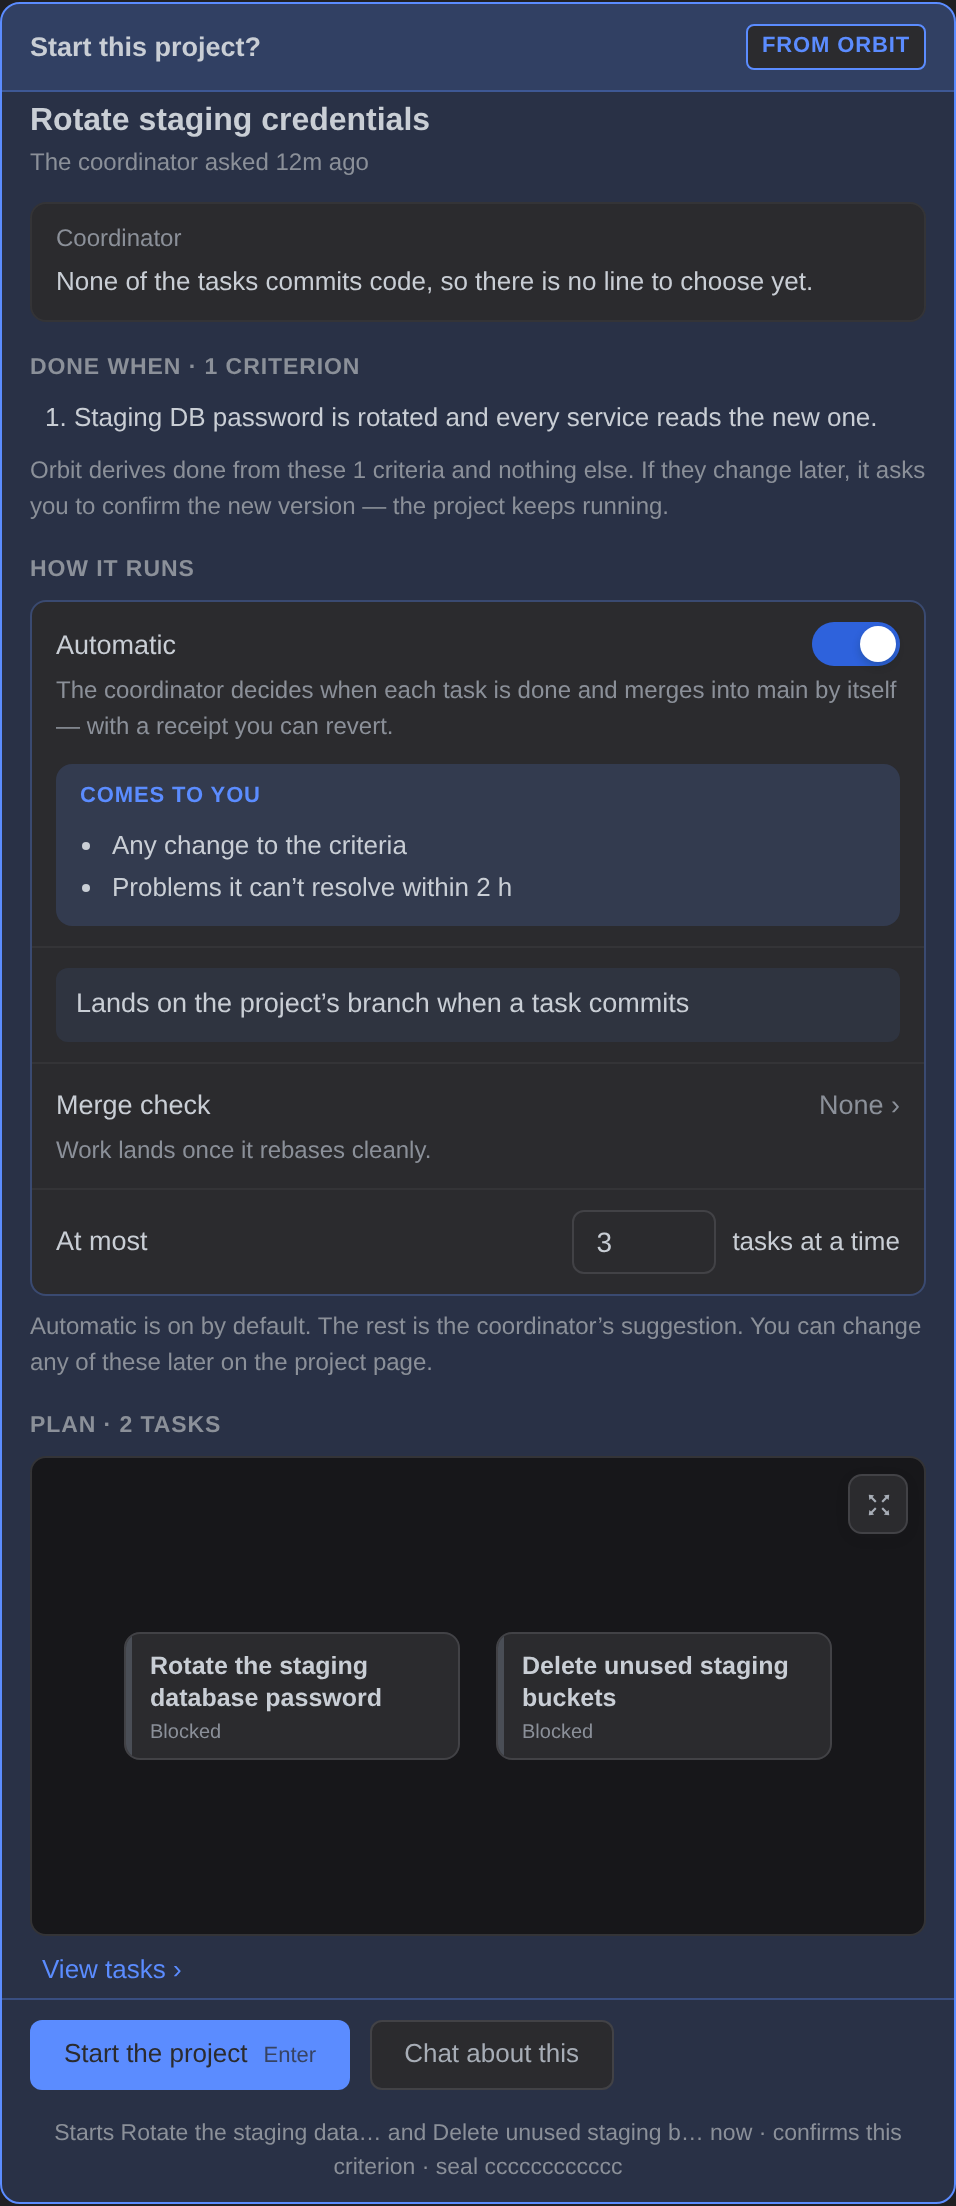 Start this project?
FROM ORBIT
Rotate staging credentials
The coordinator asked 12m ago
Coordinator
None of the tasks commits code, so there is no line to choose yet.
DONE WHEN · 1 CRITERION
1. Staging DB password is rotated and every service reads the new one.
Orbit derives done from these 1 criteria and nothing else. If they change later, it asks
you to confirm the new version — the project keeps running.
HOW IT RUNS
Automatic
The coordinator decides when each task is done and merges into main by itself
— with a receipt you can revert.
COMES TO YOU
• Any change to the criteria
• Problems it can’t resolve within 2 h
Lands on the project’s branch when a task commits
Merge check
None ›
Work lands once it rebases cleanly.
At most
3
tasks at a time
Automatic is on by default. The rest is the coordinator’s suggestion. You can change
any of these later on the project page.
PLAN · 2 TASKS
Rotate the staging
database password
Blocked
Delete unused staging
buckets
Blocked
View tasks ›
Start the project Enter
Chat about this
Starts Rotate the staging data… and Delete unused staging b… now · confirms this
criterion · seal cccccccccccc